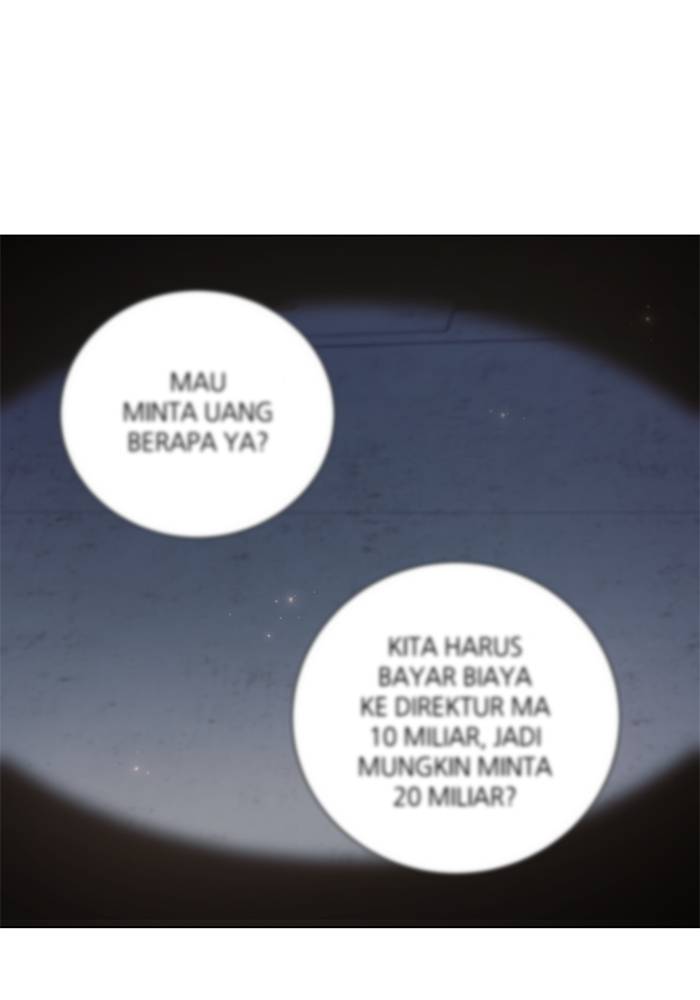 MAU
MINTA UANG
BERAPA YA?
KITA HARUS
BAYAR BIAYA
KE DIREKTUR MA
10 MILIAR, JADI
MUNGKIN MINTA
20 MILIAR?